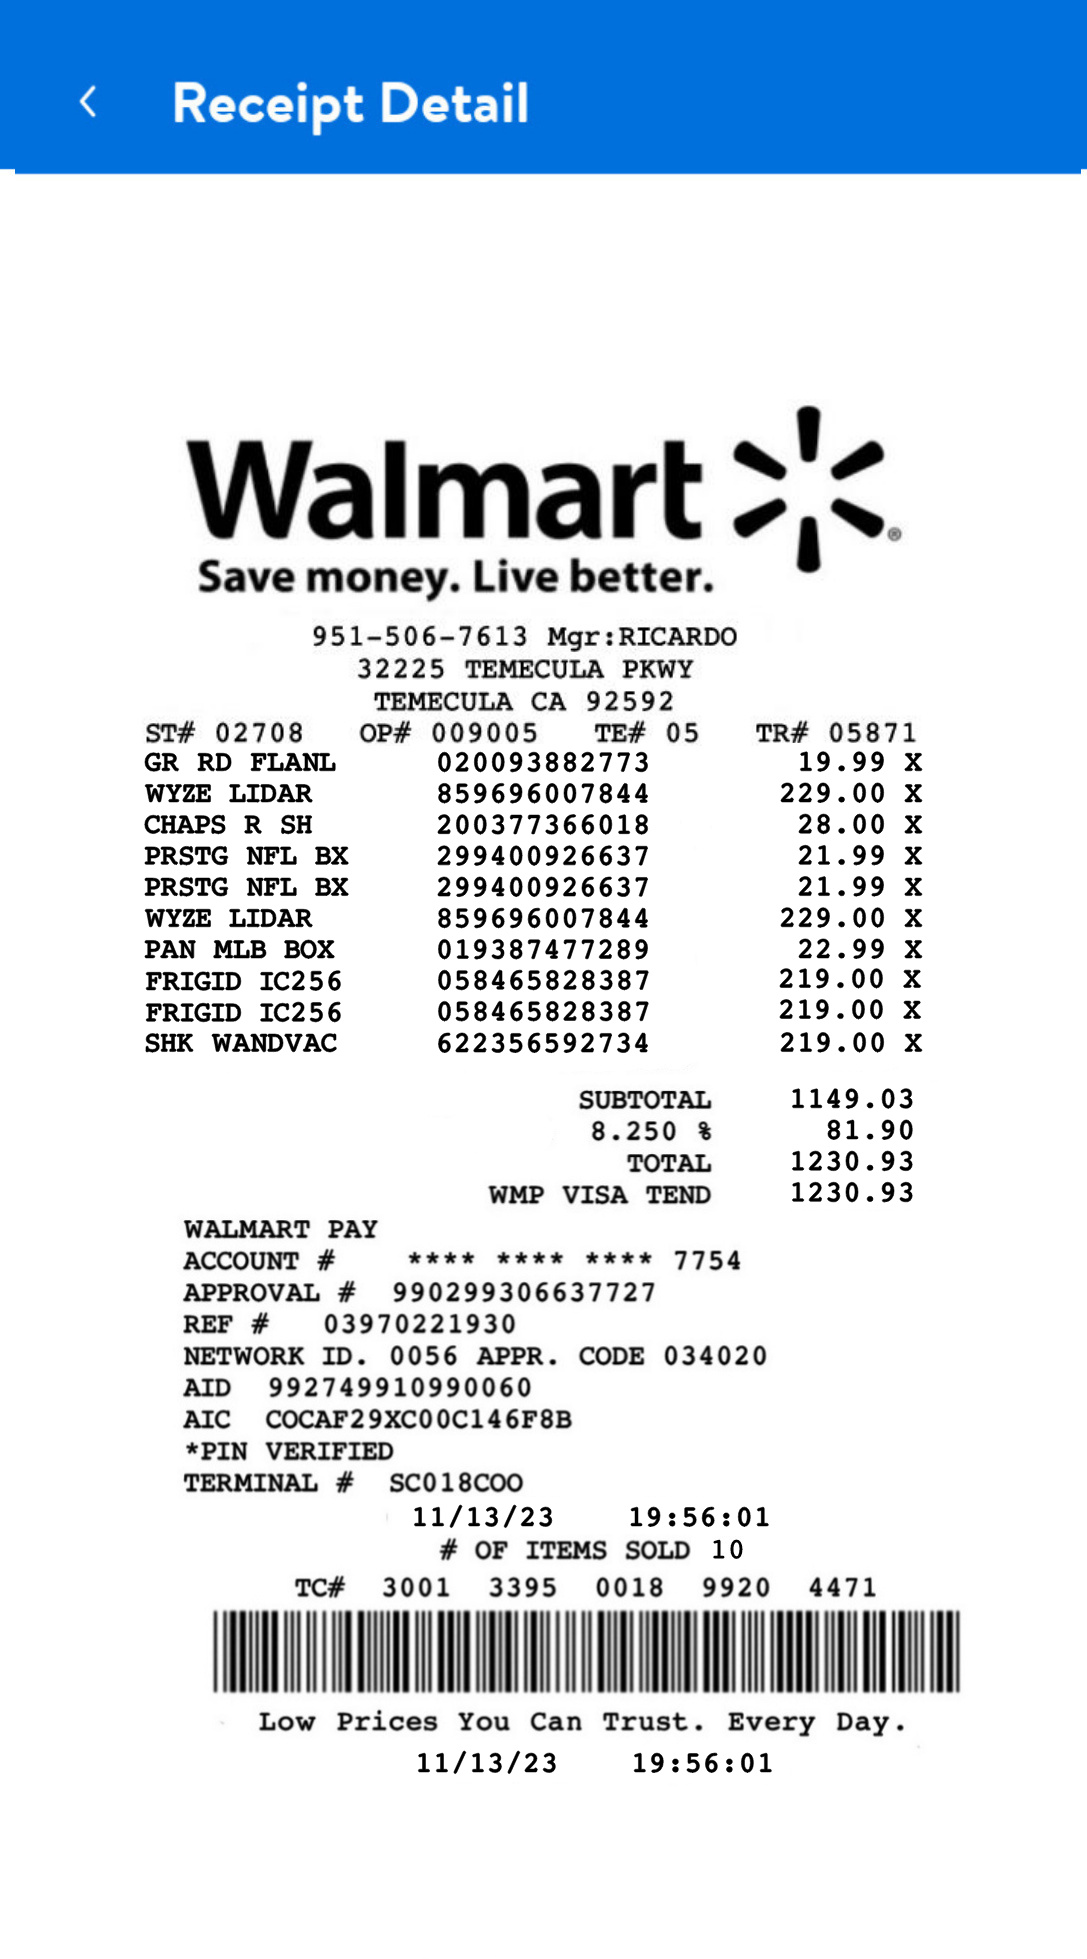 Receipt Detail
Walmart
Save money. Live better.
951-506-7613 Mgr:RICARDO
32225 TEMECULA PKWY
TEMECULA CA 92592
ST# 02708 OP# 009005 TE# 05 TR# 05871
GR RD FLANL 020093882773 19.99 X
WYZE LIDAR 859696007844 229.00 X
CHAPS R SH 200377366018 28.00 X
PRSTG NFL BX 299400926637 21.99 X
PRSTG NFL BX 299400926637 21.99 X
WYZE LIDAR 859696007844 229.00 X
PAN MLB BOX 019387477289 22.99 X
FRIGID IC256 058465828387 219.00 X
FRIGID IC256 058465828387 219.00 X
SHK WANDVAC 622356592734 219.00 X
SUBTOTAL 1149.03
8.250 % 81.90
TOTAL 1230.93
WMP VISA TEND 1230.93
WALMART PAY
ACCOUNT # **** **** **** 7754
APPROVAL # 990299306637727
REF # 03970221930
NETWORK ID. 0056 APPR. CODE 034020
AID 992749910990060
AIC COCAF29XC00C146F8B
*PIN VERIFIED
TERMINAL # SC018COO
11/13/23 19:56:01
# OF ITEMS SOLD 10
TC# 3001 3395 0018 9920 4471
Low Prices You Can Trust. Every Day.
11/13/23 19:56:01